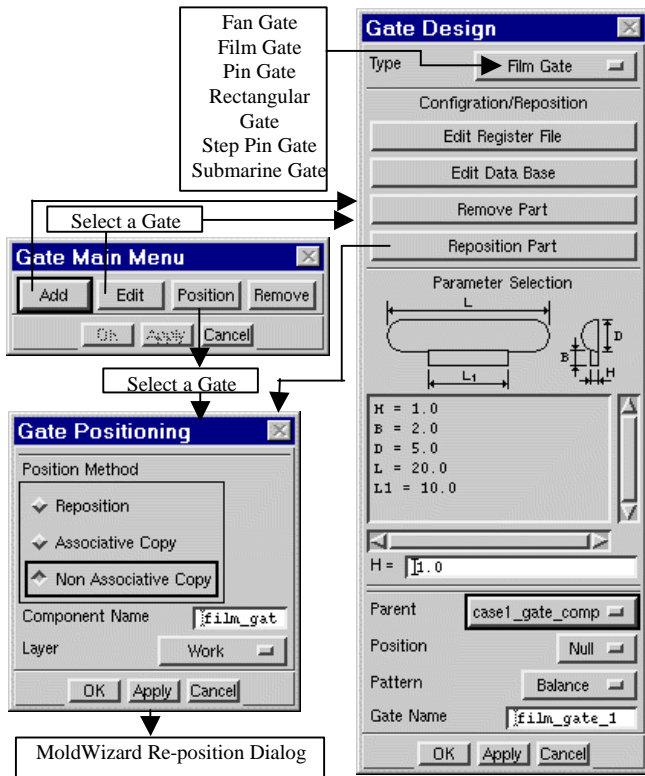 Fan Gate
Film Gate
Pin Gate
Rectangular
Gate
Step Pin Gate
Submarine Gate
Select a Gate
Gate Main Menu
Add Edit Position Remove
Ok Apply Cancel
Select a Gate
Gate Positioning
Position Method
Reposition
Associative Copy
Non Associative Copy
Component Name film_gat
Layer Work
OK Apply Cancel
MoldWizard Re-position Dialog
Gate Design
Type Film Gate
Configration/Reposition
Edit Register File
Edit Data Base
Remove Part
Reposition Part
Parameter Selection
L
D
B
H
L1
H = 1.0
B = 2.0
D = 5.0
L = 20.0
L1 = 10.0
H = 1.0
Parent case1_gate_comp
Position Null
Pattern Balance
Gate Name film_gate_1
OK Apply Cancel